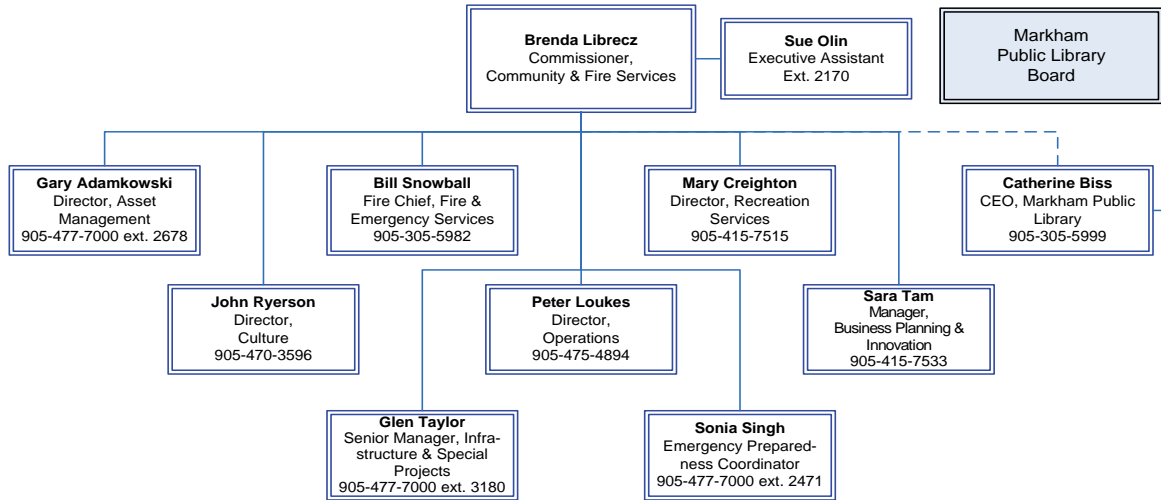 Brenda Librecz
Commissioner,
Community & Fire Services
Sue Olin
Executive Assistant
Ext. 2170
Markham
Public Library
Board
Gary Adamkowski
Director, Asset
Management
905-477-7000 ext. 2678
Bill Snowball
Fire Chief, Fire &
Emergency Services
905-305-5982
Mary Creighton
Director, Recreation
Services
905-415-7515
Catherine Biss
CEO, Markham Public
Library
905-305-5999
John Ryerson
Director,
Culture
905-470-3596
Peter Loukes
Director,
Operations
905-475-4894
Sara Tam
Manager,
Business Planning &
Innovation
905-415-7533
Glen Taylor
Senior Manager, Infra-
structure & Special
Projects
905-477-7000 ext. 3180
Sonia Singh
Emergency Prepared-
ness Coordinator
905-477-7000 ext. 2471